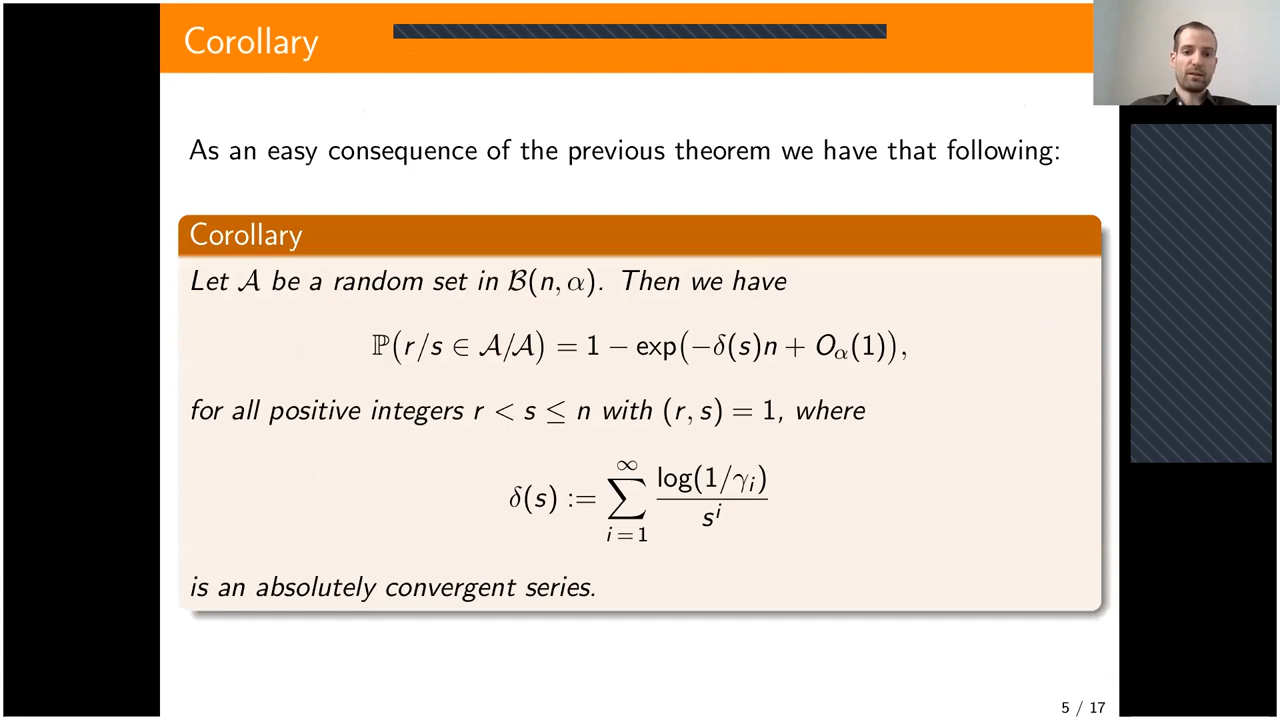 Corollary
As an easy consequence of the previous theorem we have that following:
Corollary
Let 𝒜 be a random set in ℬ(n, α). Then we have
ℙ(r/s ∈ 𝒜/𝒜) = 1 − exp(−δ(s)n + O_α(1)),
for all positive integers r < s ≤ n with (r, s) = 1, where
δ(s) := ∑_{i=1}^{∞} log(1/γ_i) / s^i
is an absolutely convergent series.
5 / 17